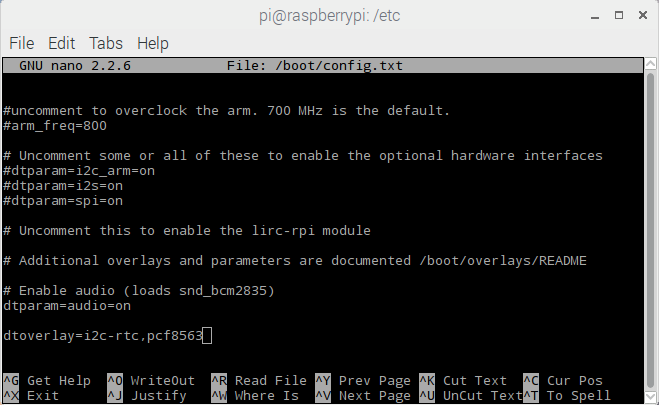 pi@raspberrypi: /etc
File Edit Tabs Help
GNU nano 2.2.6 File: /boot/config.txt
#uncomment to overclock the arm. 700 MHz is the default.
#arm_freq=800
# Uncomment some or all of these to enable the optional hardware interfaces
#dtparam=i2c_arm=on
#dtparam=i2s=on
#dtparam=spi=on
# Uncomment this to enable the lirc-rpi module
# Additional overlays and parameters are documented /boot/overlays/README
# Enable audio (loads snd_bcm2835)
dtparam=audio=on
dtoverlay=i2c-rtc,pcf8563
^G Get Help ^O WriteOut ^R Read File ^Y Prev Page ^K Cut Text ^C Cur Pos
^X Exit ^J Justify ^W Where Is ^V Next Page ^U UnCut Text ^T To Spell